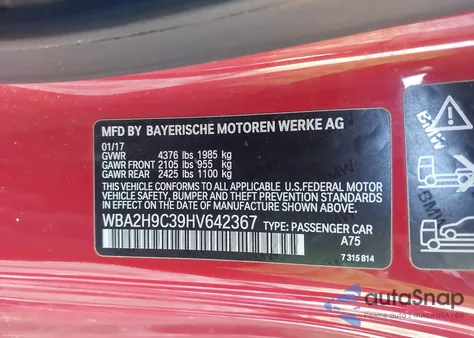 MFD BY BAYERISCHE MOTOREN WERKE AG
01/17
GVWR 4376 lbs 1985 kg
GAWR FRONT 2105 lbs 955 kg
GAWR REAR 2425 lbs 1100 kg
THIS VEHICLE CONFORMS TO ALL APPLICABLE U.S. FEDERAL MOTOR
VEHICLE SAFETY, BUMPER AND THEFT PREVENTION STANDARDS IN
EFFECT ON THE DATE OF MANUFACTURE SHOWN ABOVE.
WBA2H9C39HV642367 TYPE: PASSENGER CAR
A75
7 315 814
BMW
autoSnap